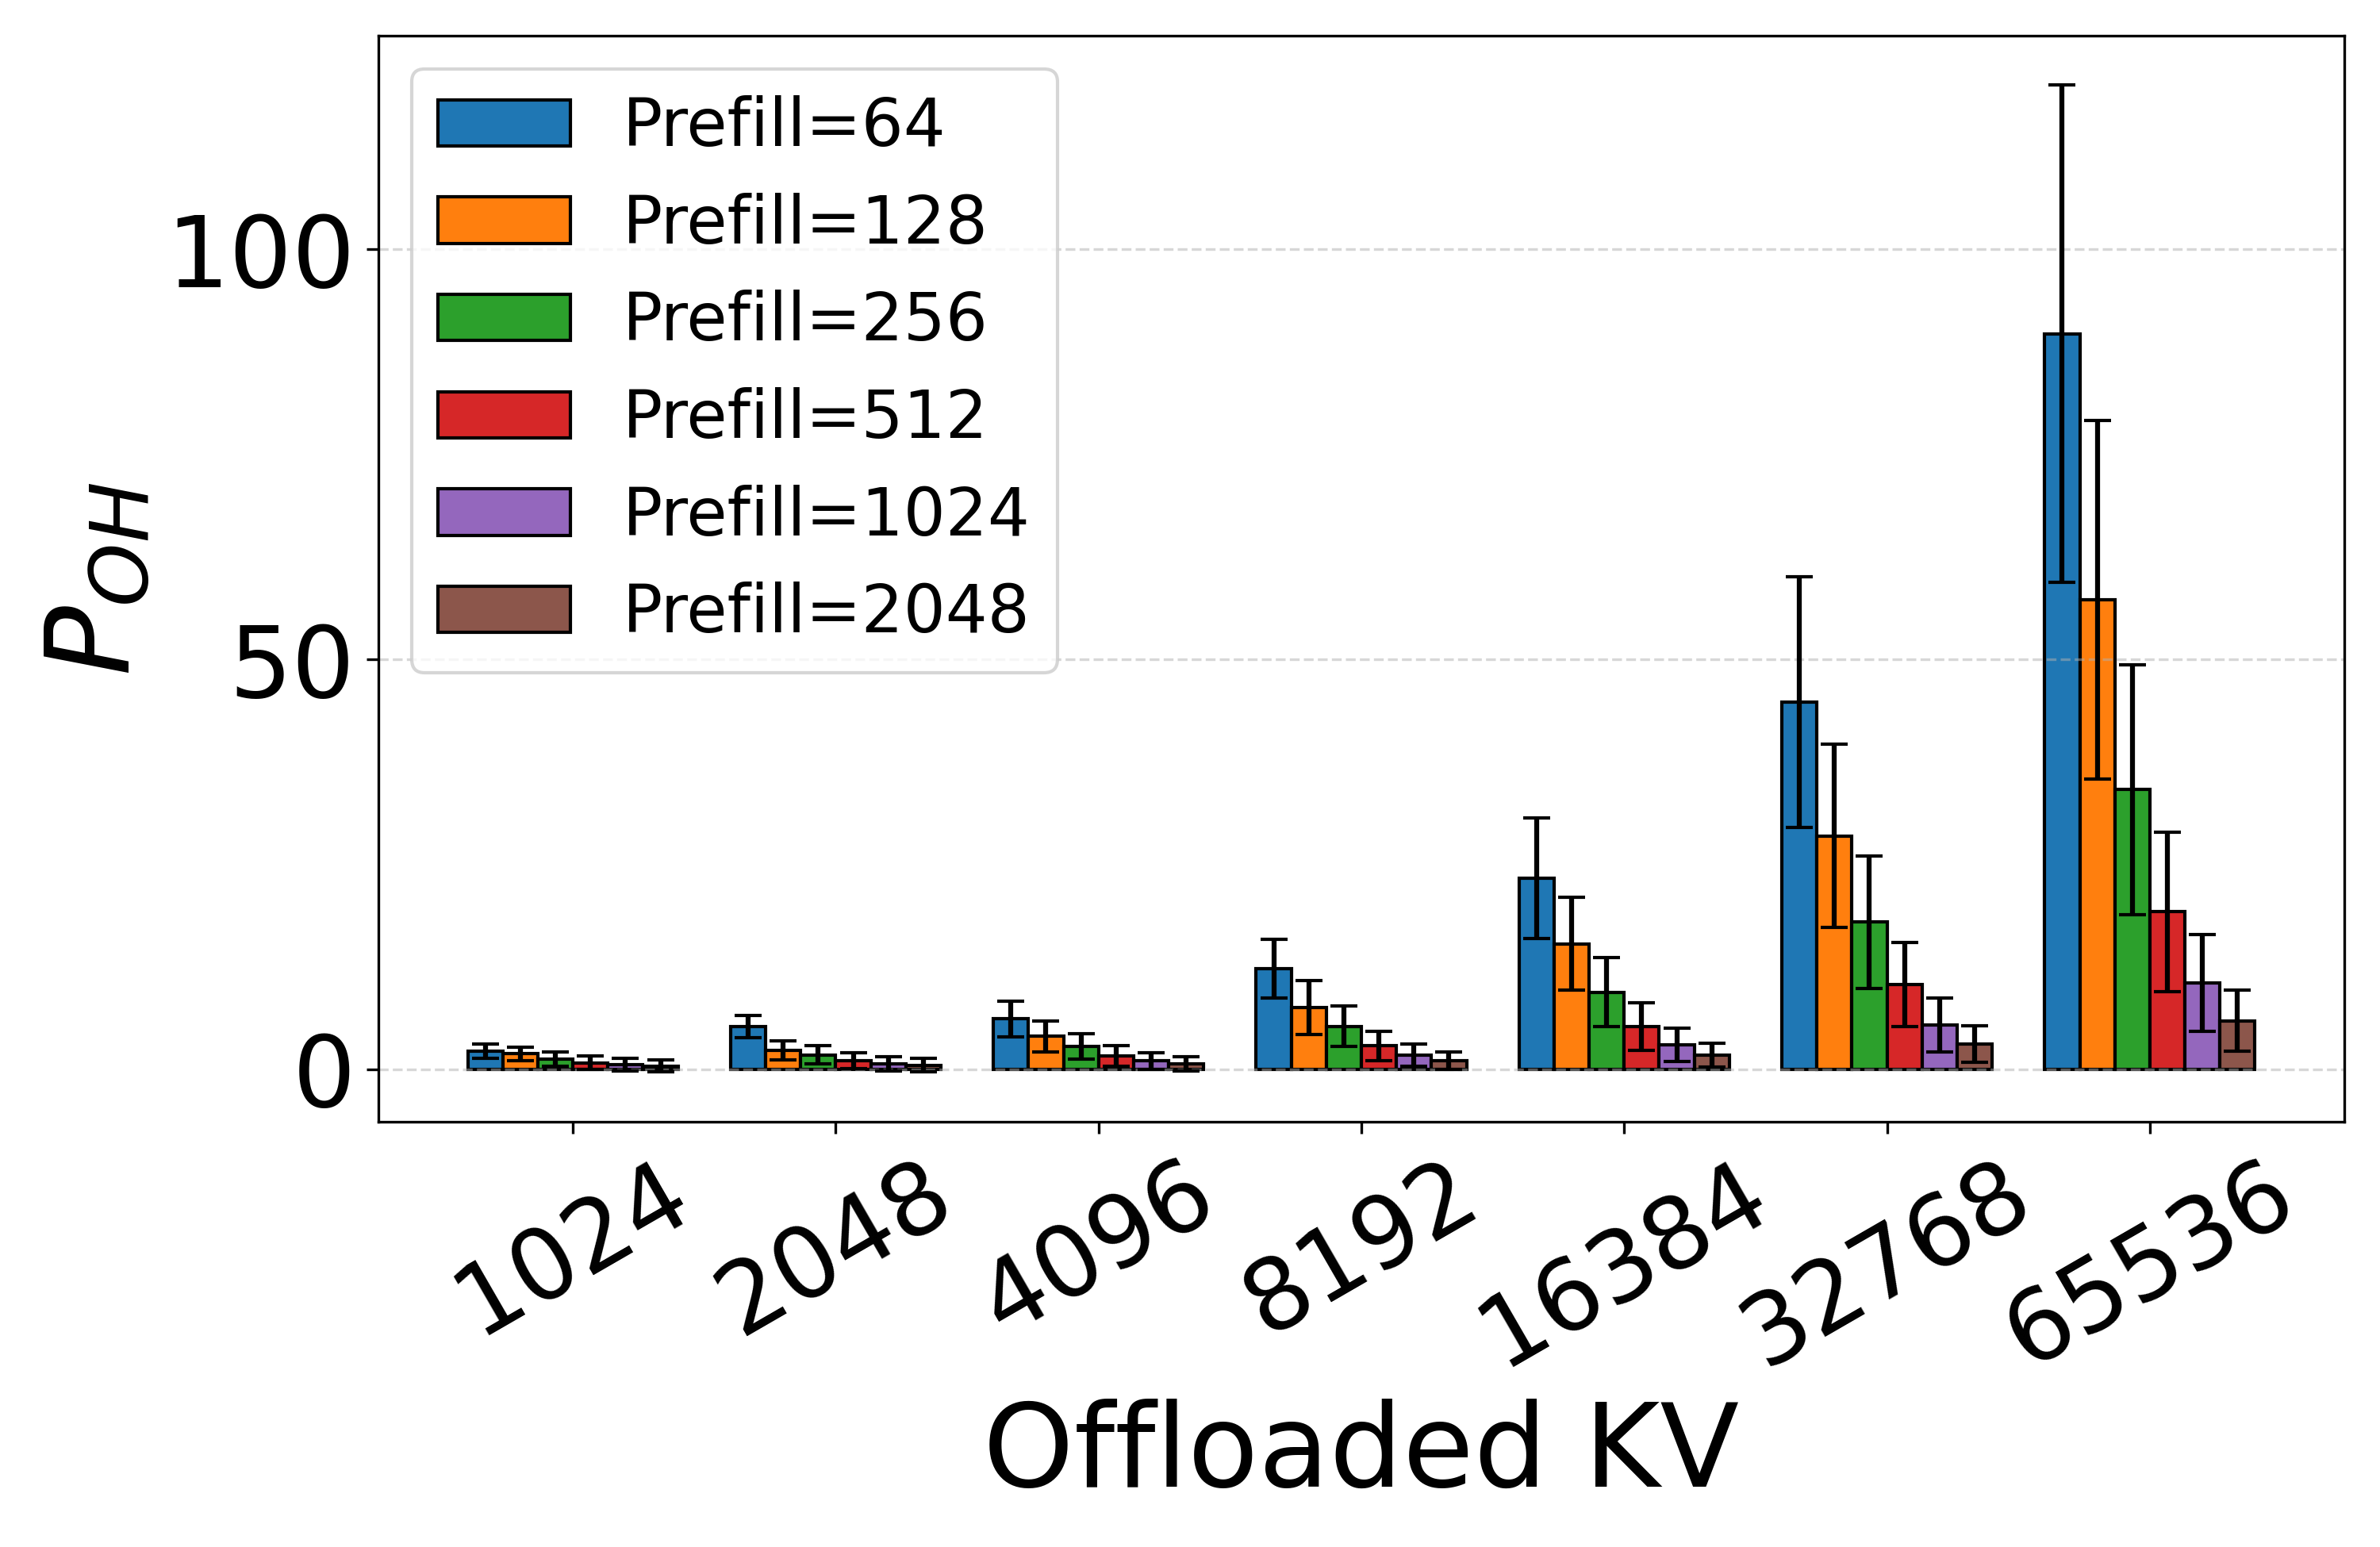 Prefill=64
Prefill=128
Prefill=256
Prefill=512
Prefill=1024
Prefill=2048
100
50
0
P_OH
1024 2048 4096 8192 16384 32768 65536
Offloaded KV